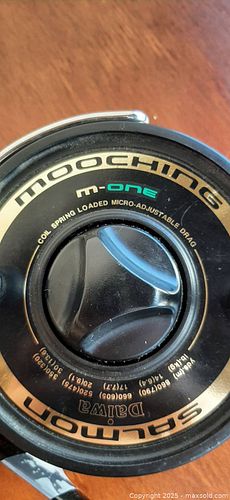 MOOCHING
m-one
COIL SPRING LOADED MICRO-ADJUSTABLE DRAG
SALMON
Daiwa
Copyright © 2025 - maxsold.com